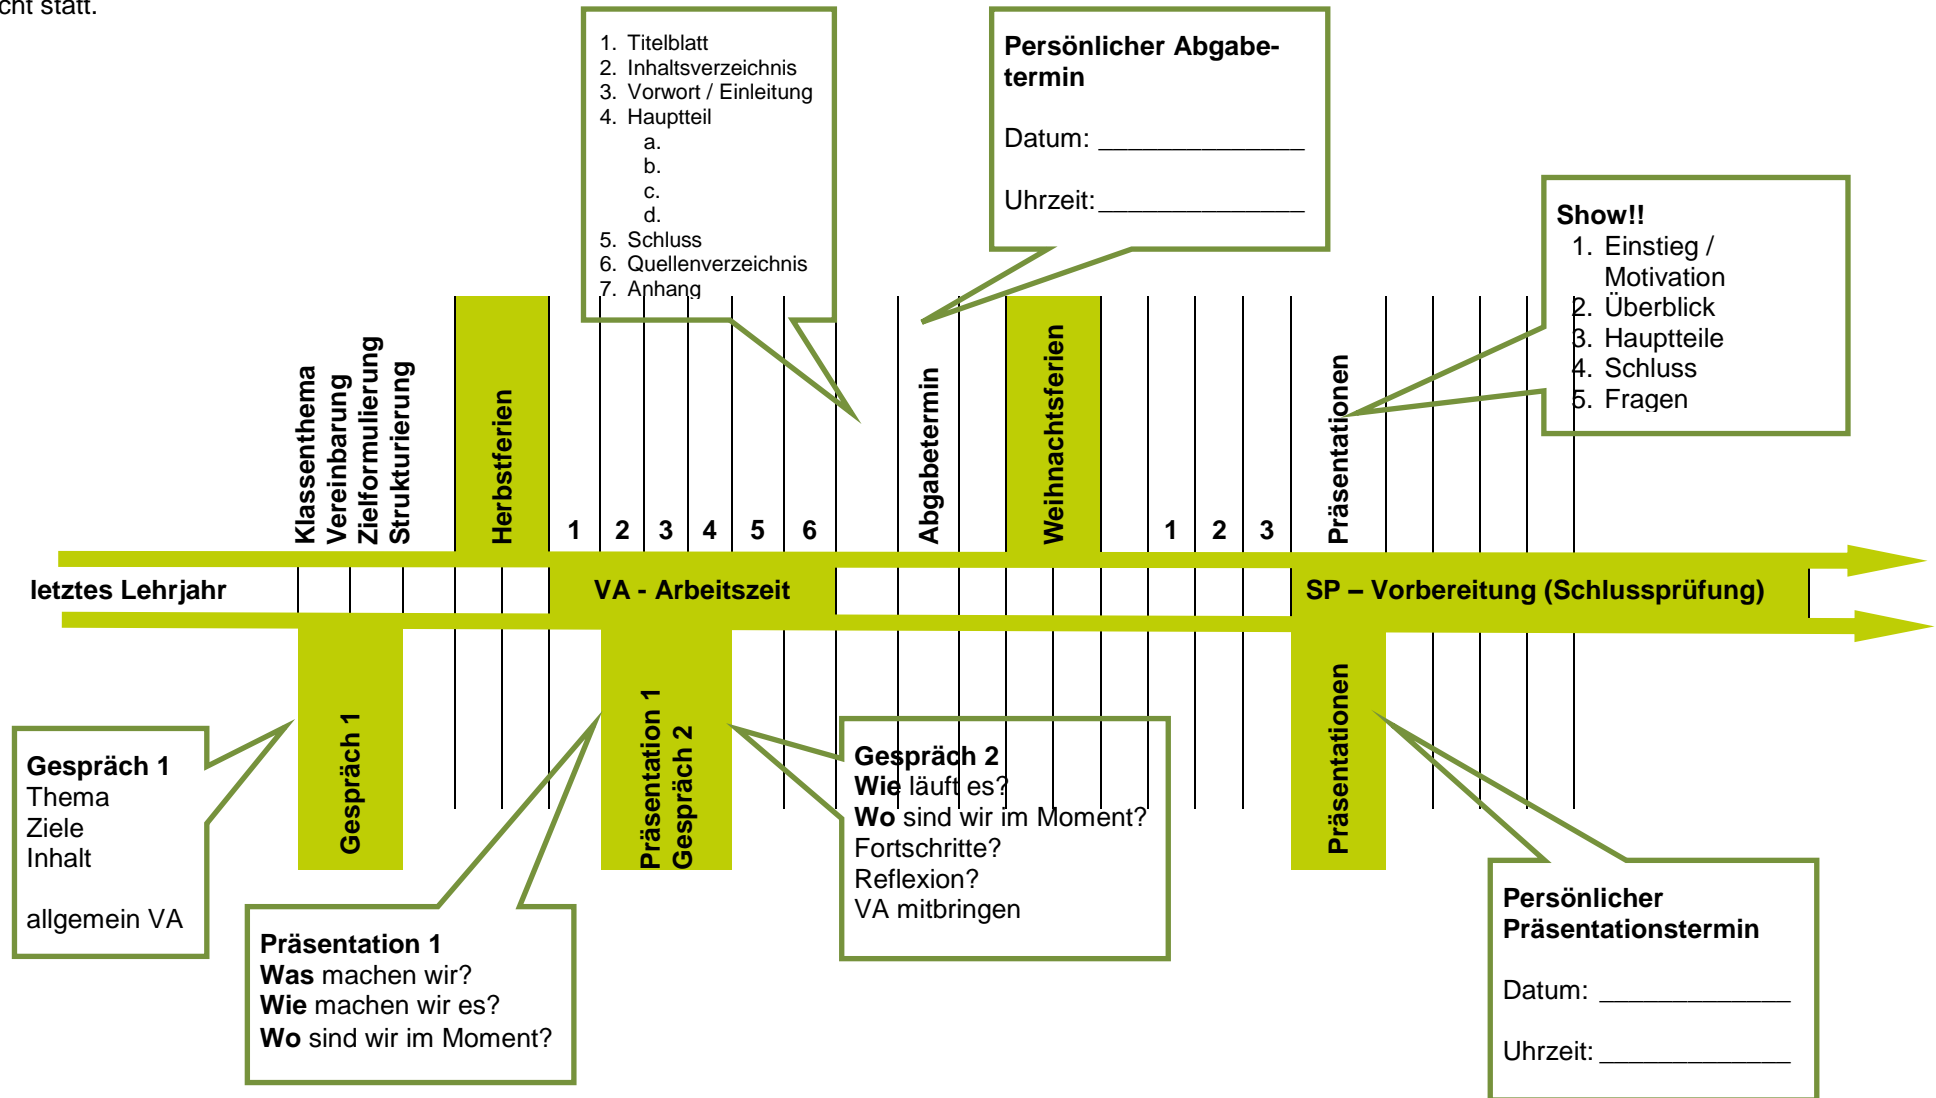 cht statt.
1. Titelblatt
2. Inhaltsverzeichnis
3. Vorwort / Einleitung
4. Hauptteil
a.
b.
c.
d.
5. Schluss
6. Quellenverzeichnis
7. Anhang
Persönlicher Abgabe-
termin
Datum: ______________
Uhrzeit: ______________
Show!!
1. Einstieg /
Motivation
2. Überblick
3. Hauptteile
4. Schluss
5. Fragen
Klassenthema
Vereinbarung
Zielformulierung
Strukturierung
Herbstferien
1 2 3 4 5 6
Abgabetermin
Weihnachtsferien
1 2 3
Präsentationen
letztes Lehrjahr
VA - Arbeitszeit
SP – Vorbereitung (Schlussprüfung)
Gespräch 1
Präsentation 1
Gespräch 2
Präsentationen
Gespräch 1
Thema
Ziele
Inhalt
allgemein VA
Präsentation 1
Was machen wir?
Wie machen wir es?
Wo sind wir im Moment?
Gespräch 2
Wie läuft es?
Wo sind wir im Moment?
Fortschritte?
Reflexion?
VA mitbringen
Persönlicher
Präsentationstermin
Datum: _____________
Uhrzeit: _____________